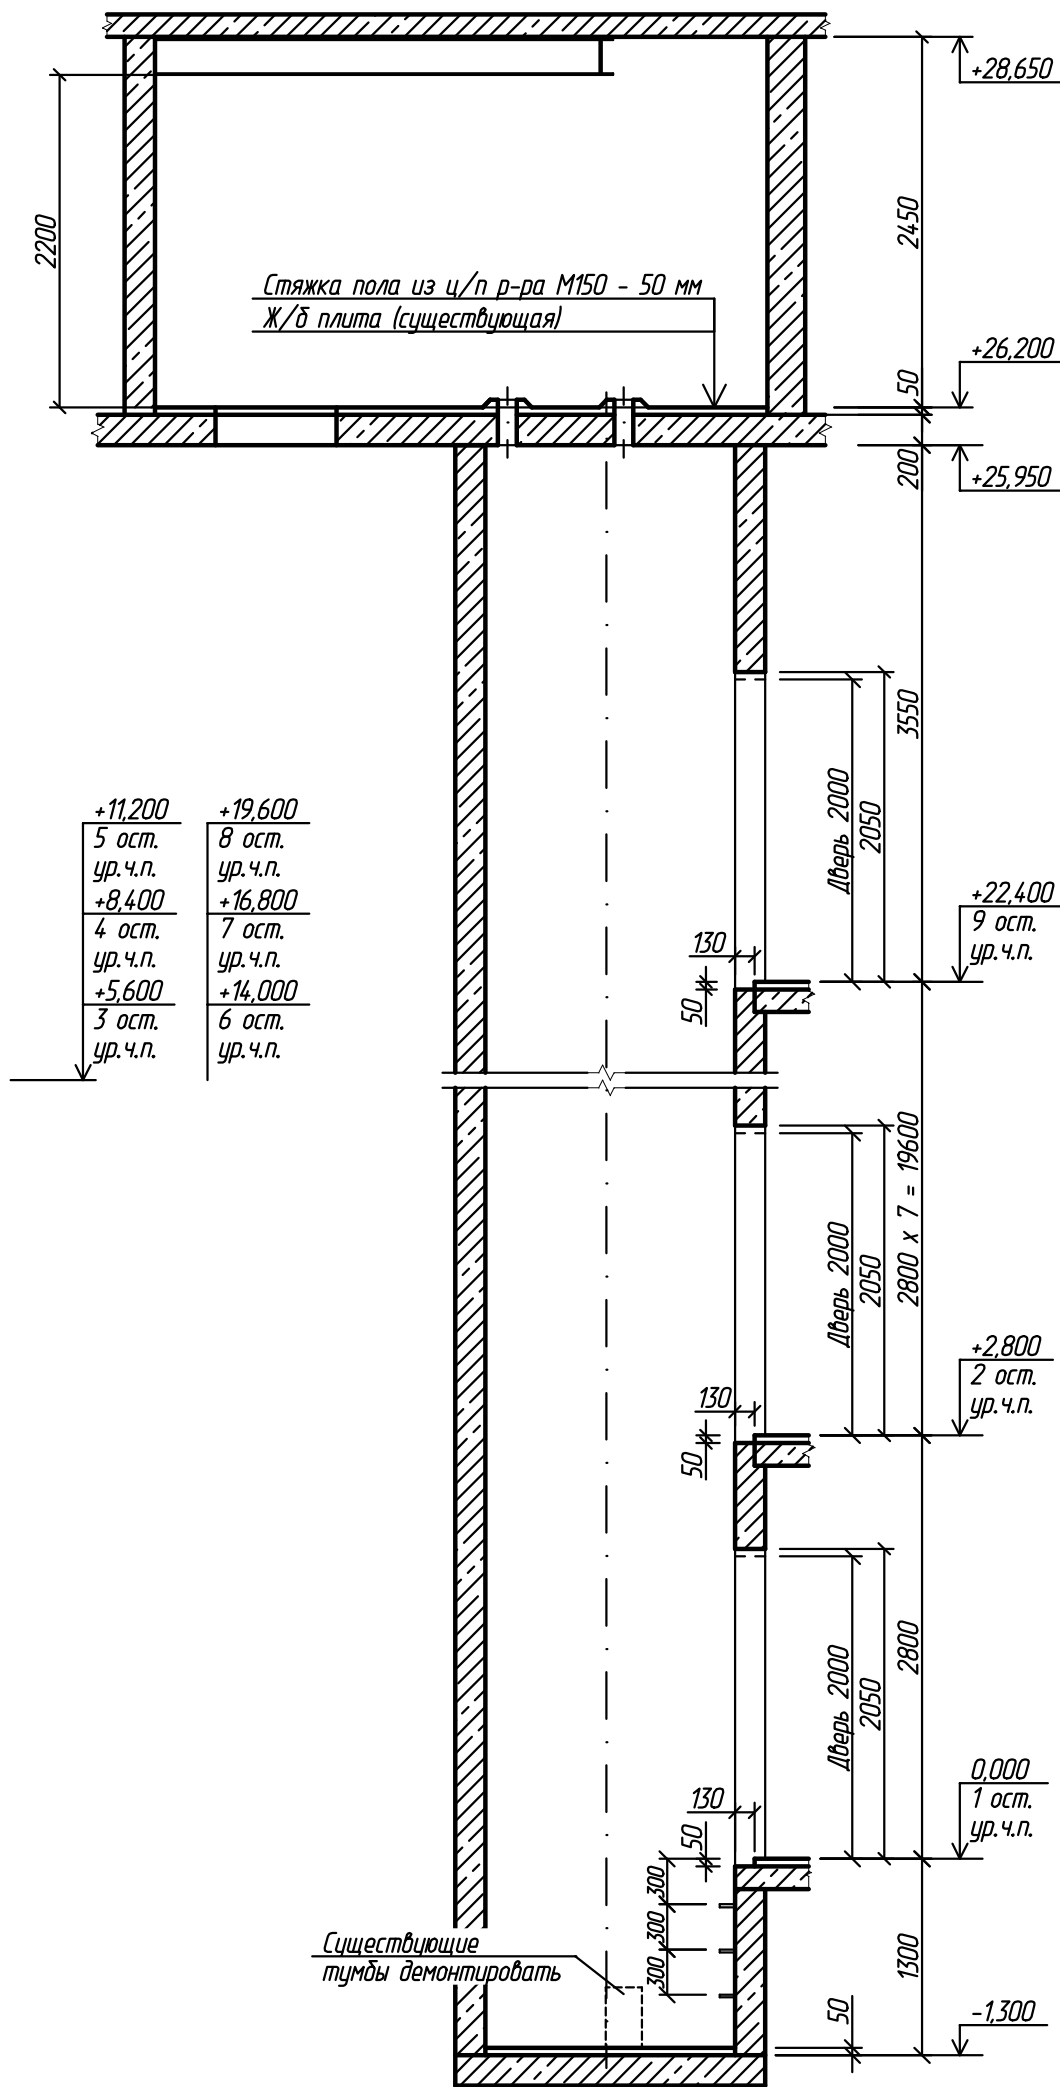 +28,650
2450
2200
Стяжка пола из ц/п р-ра М150 - 50 мм
Ж/б плита (существующая)
+26,200
50
200
+25,950
3550
Дверь 2000
2050
+11,200
5 ост.
ур.ч.п.
+8,400
4 ост.
ур.ч.п.
+5,600
3 ост.
ур.ч.п.
+19,600
8 ост.
ур.ч.п.
+16,800
7 ост.
ур.ч.п.
+14,000
6 ост.
ур.ч.п.
+22,400
9 ост.
ур.ч.п.
130
50
2800 x 7 = 19600
Дверь 2000
2050
+2,800
2 ост.
ур.ч.п.
130
50
2800
Дверь 2000
2050
0,000
1 ост.
ур.ч.п.
130
50
300
300
300
1300
Существующие
тумбы демонтировать
50
-1,300